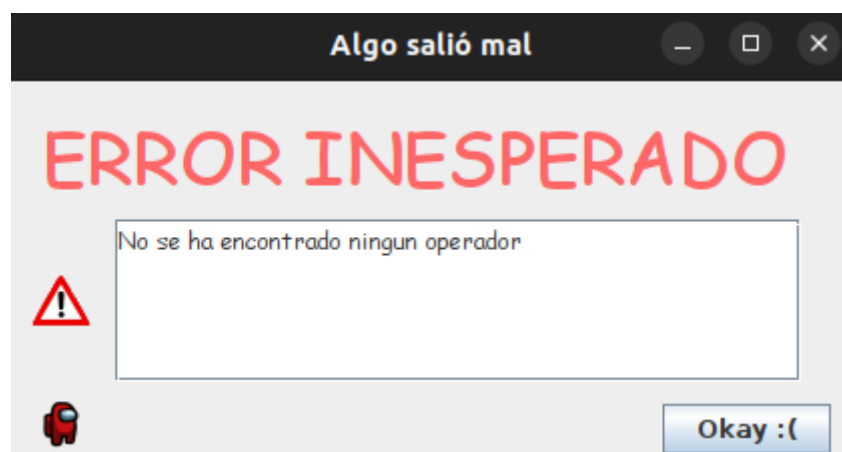 Algo salió mal
ERROR INESPERADO
No se ha encontrado ningun operador
Okay :(